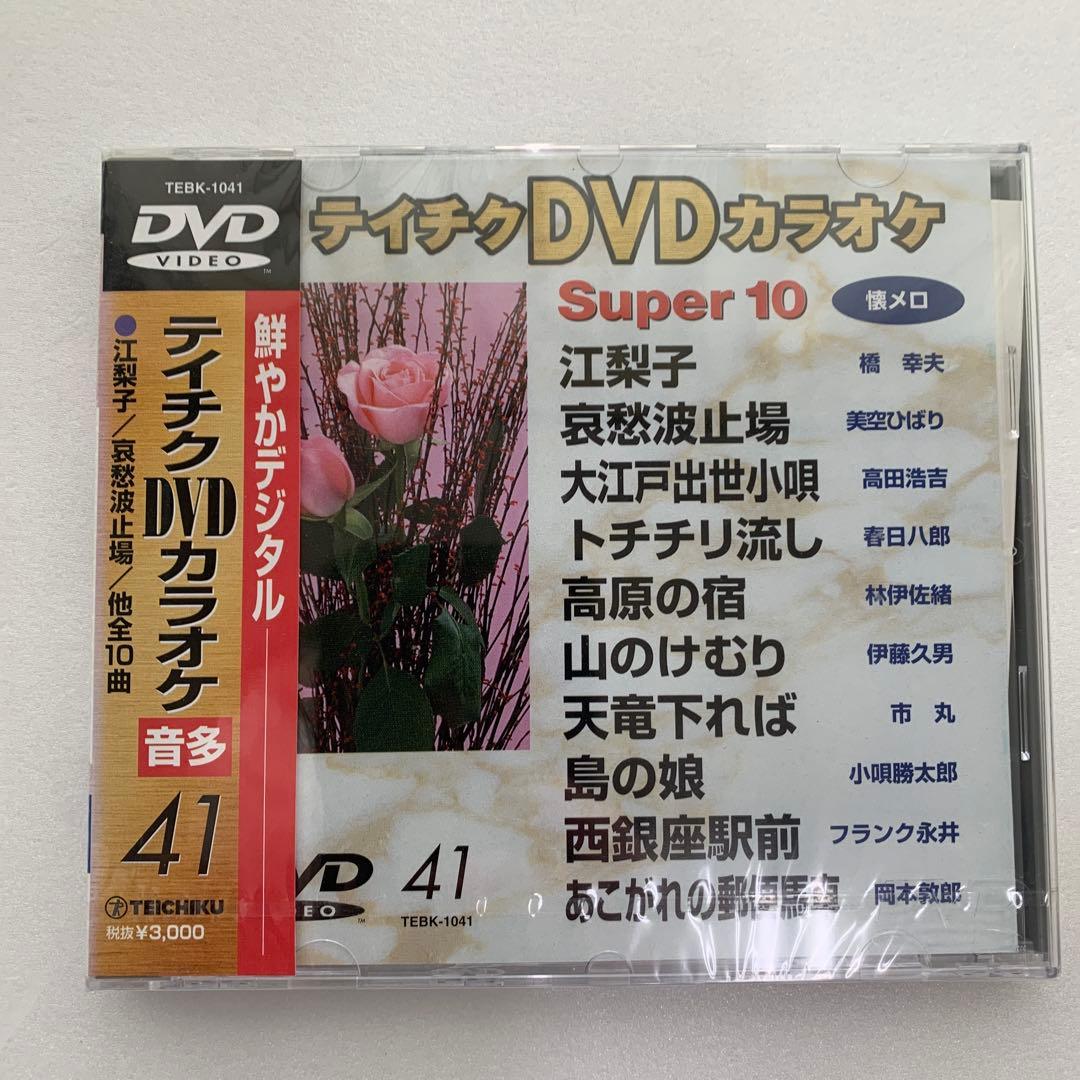 TEBK-1041
DVD
VIDEO
TM
鮮やかデジタル
テイチクDVDカラオケ
●江梨子/哀愁波止場/他全10曲
音多
41
TEICHIKU
税抜¥3,000
テイチクDVDカラオケ
Super 10 懐メロ
江梨子 橋 幸夫
哀愁波止場 美空ひばり
大江戸出世小唄 高田浩吉
トチチリ流し 春日八郎
高原の宿 林伊佐緒
山のけむり 伊藤久男
天竜下れば 市 丸
島の娘 小唄勝太郎
西銀座駅前 フランク永井
あこがれの郵便馬車 岡本敦郎
VD
EO
TM
41
TEBK-1041